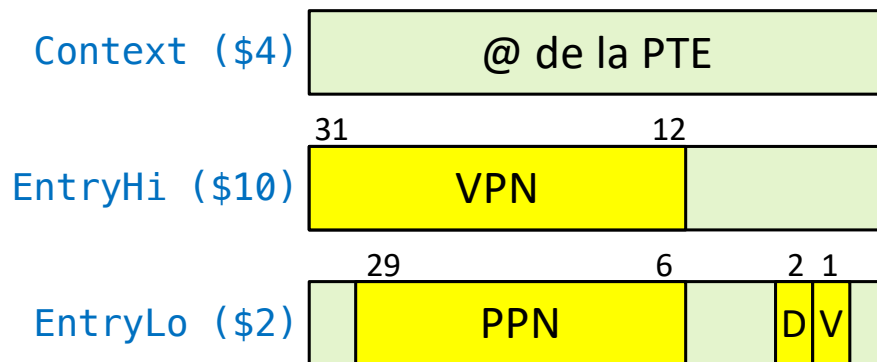 Context ($4) @ de la PTE
31 12
EntryHi ($10) VPN
29 6 2 1
EntryLo ($2) PPN D V